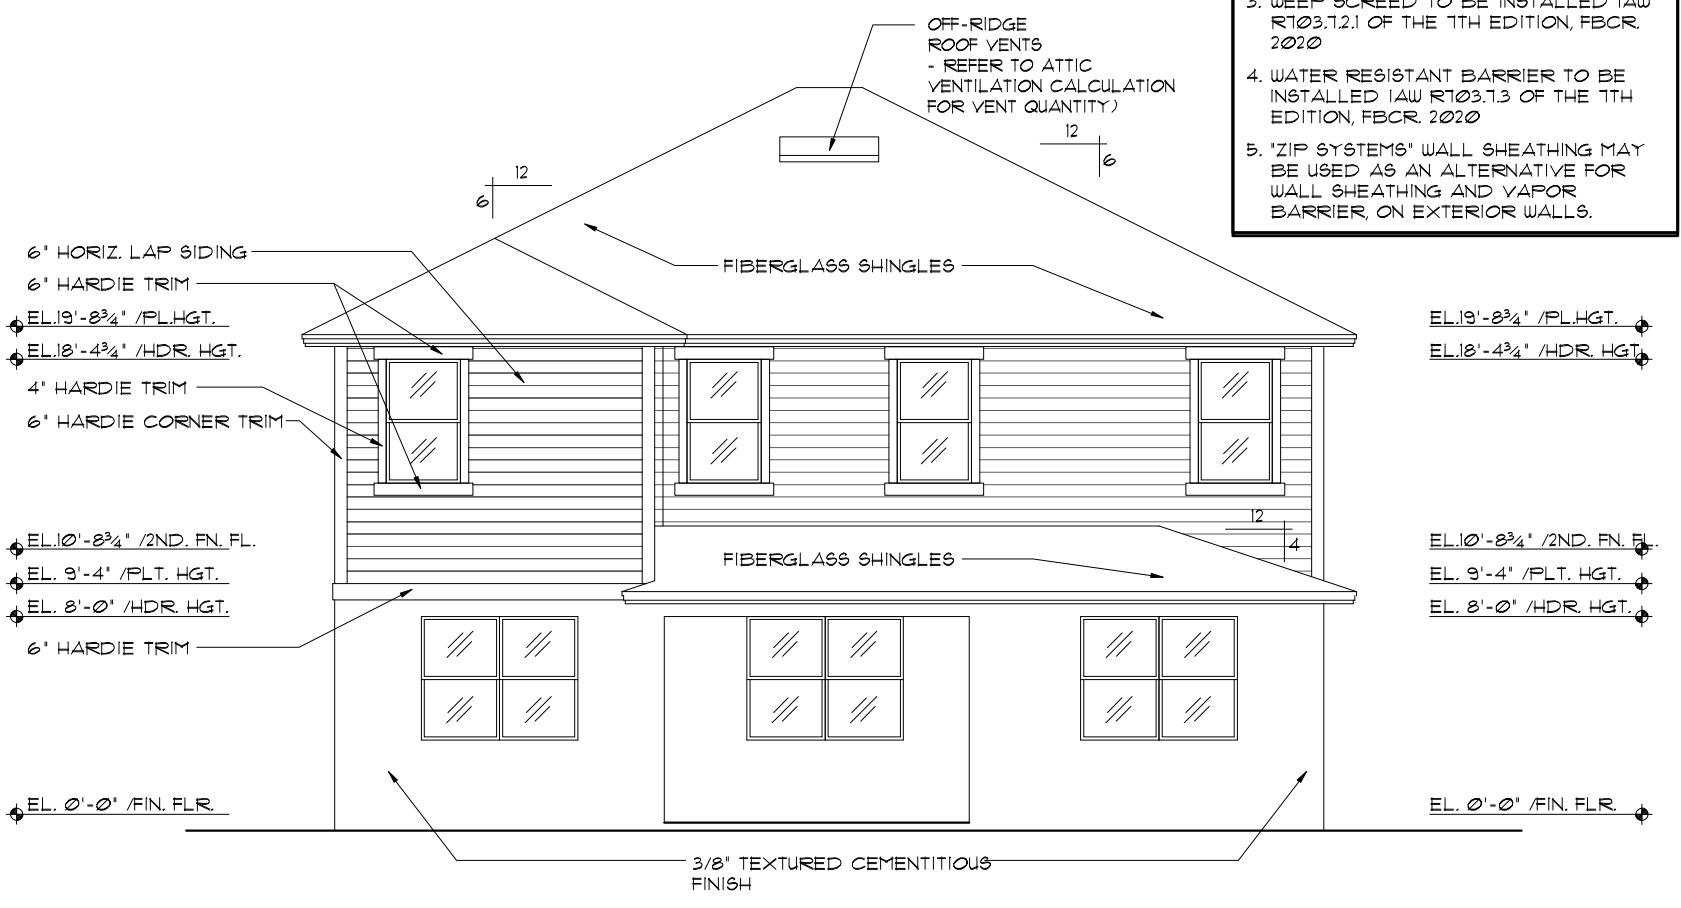 OFF-RIDGE
ROOF VENTS
- REFER TO ATTIC
VENTILATION CALCULATION
FOR VENT QUANTITY)
3. WEEP SCREED TO BE INSTALLED IAW
R703.7.2.1 OF THE 7TH EDITION, FBCR.
2020
4. WATER RESISTANT BARRIER TO BE
INSTALLED IAW R703.7.3 OF THE 7TH
EDITION, FBCR. 2020
5. "ZIP SYSTEMS" WALL SHEATHING MAY
BE USED AS AN ALTERNATIVE FOR
WALL SHEATHING AND VAPOR
BARRIER, ON EXTERIOR WALLS.
12
6
12
6
6" HORIZ. LAP SIDING
6" HARDIE TRIM
EL.19'-8¾" /PL.HGT.
EL.18'-4¾" /HDR. HGT.
4" HARDIE TRIM
6" HARDIE CORNER TRIM
EL.10'-8¾" /2ND. FN. FL.
EL. 9'-4" /PLT. HGT.
EL. 8'-0" /HDR. HGT.
6" HARDIE TRIM
EL. 0'-0" /FIN. FLR.
FIBERGLASS SHINGLES
FIBERGLASS SHINGLES
12
4
EL.19'-8¾" /PL.HGT.
EL.18'-4¾" /HDR. HGT.
EL.10'-8¾" /2ND. FN. FL.
EL. 9'-4" /PLT. HGT.
EL. 8'-0" /HDR. HGT.
EL. 0'-0" /FIN. FLR.
3/8" TEXTURED CEMENTITIOUS
FINISH